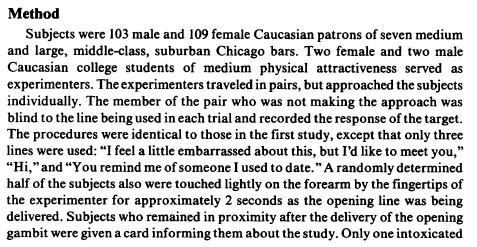 Method
Subjects were 103 male and 109 female Caucasian patrons of seven medium
and large, middle-class, suburban Chicago bars. Two female and two male
Caucasian college students of medium physical attractiveness served as
experimenters. The experimenters traveled in pairs, but approached the subjects
individually. The member of the pair who was not making the approach was
blind to the line being used in each trial and recorded the response of the target.
The procedures were identical to those in the first study, except that only three
lines were used: “I feel a little embarrassed about this, but I’d like to meet you,”
“Hi,” and “You remind me of someone I used to date.” A randomly determined
half of the subjects also were touched lightly on the forearm by the fingertips of
the experimenter for approximately 2 seconds as the opening line was being
delivered. Subjects who remained in proximity after the delivery of the opening
gambit were given a card informing them about the study. Only one intoxicated